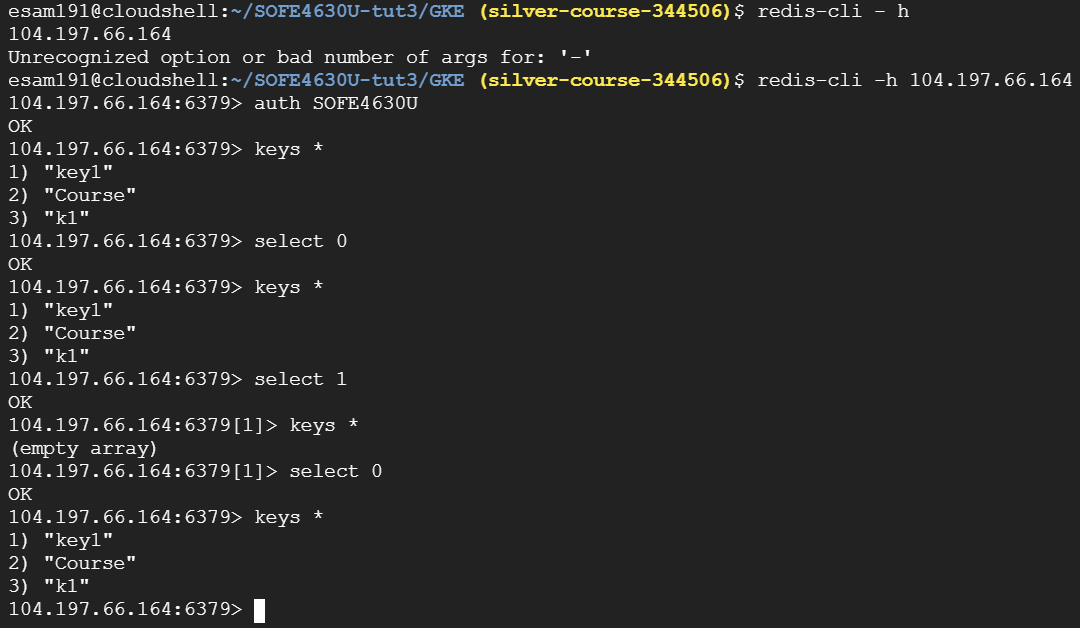 esam191@cloudshell:~/SOFE4630U-tut3/GKE (silver-course-344506)$ redis-cli - h
104.197.66.164
Unrecognized option or bad number of args for: '-'
esam191@cloudshell:~/SOFE4630U-tut3/GKE (silver-course-344506)$ redis-cli -h 104.197.66.164
104.197.66.164:6379> auth SOFE4630U
OK
104.197.66.164:6379> keys *
1) "key1"
2) "Course"
3) "k1"
104.197.66.164:6379> select 0
OK
104.197.66.164:6379> keys *
1) "key1"
2) "Course"
3) "k1"
104.197.66.164:6379> select 1
OK
104.197.66.164:6379[1]> keys *
(empty array)
104.197.66.164:6379[1]> select 0
OK
104.197.66.164:6379> keys *
1) "key1"
2) "Course"
3) "k1"
104.197.66.164:6379>